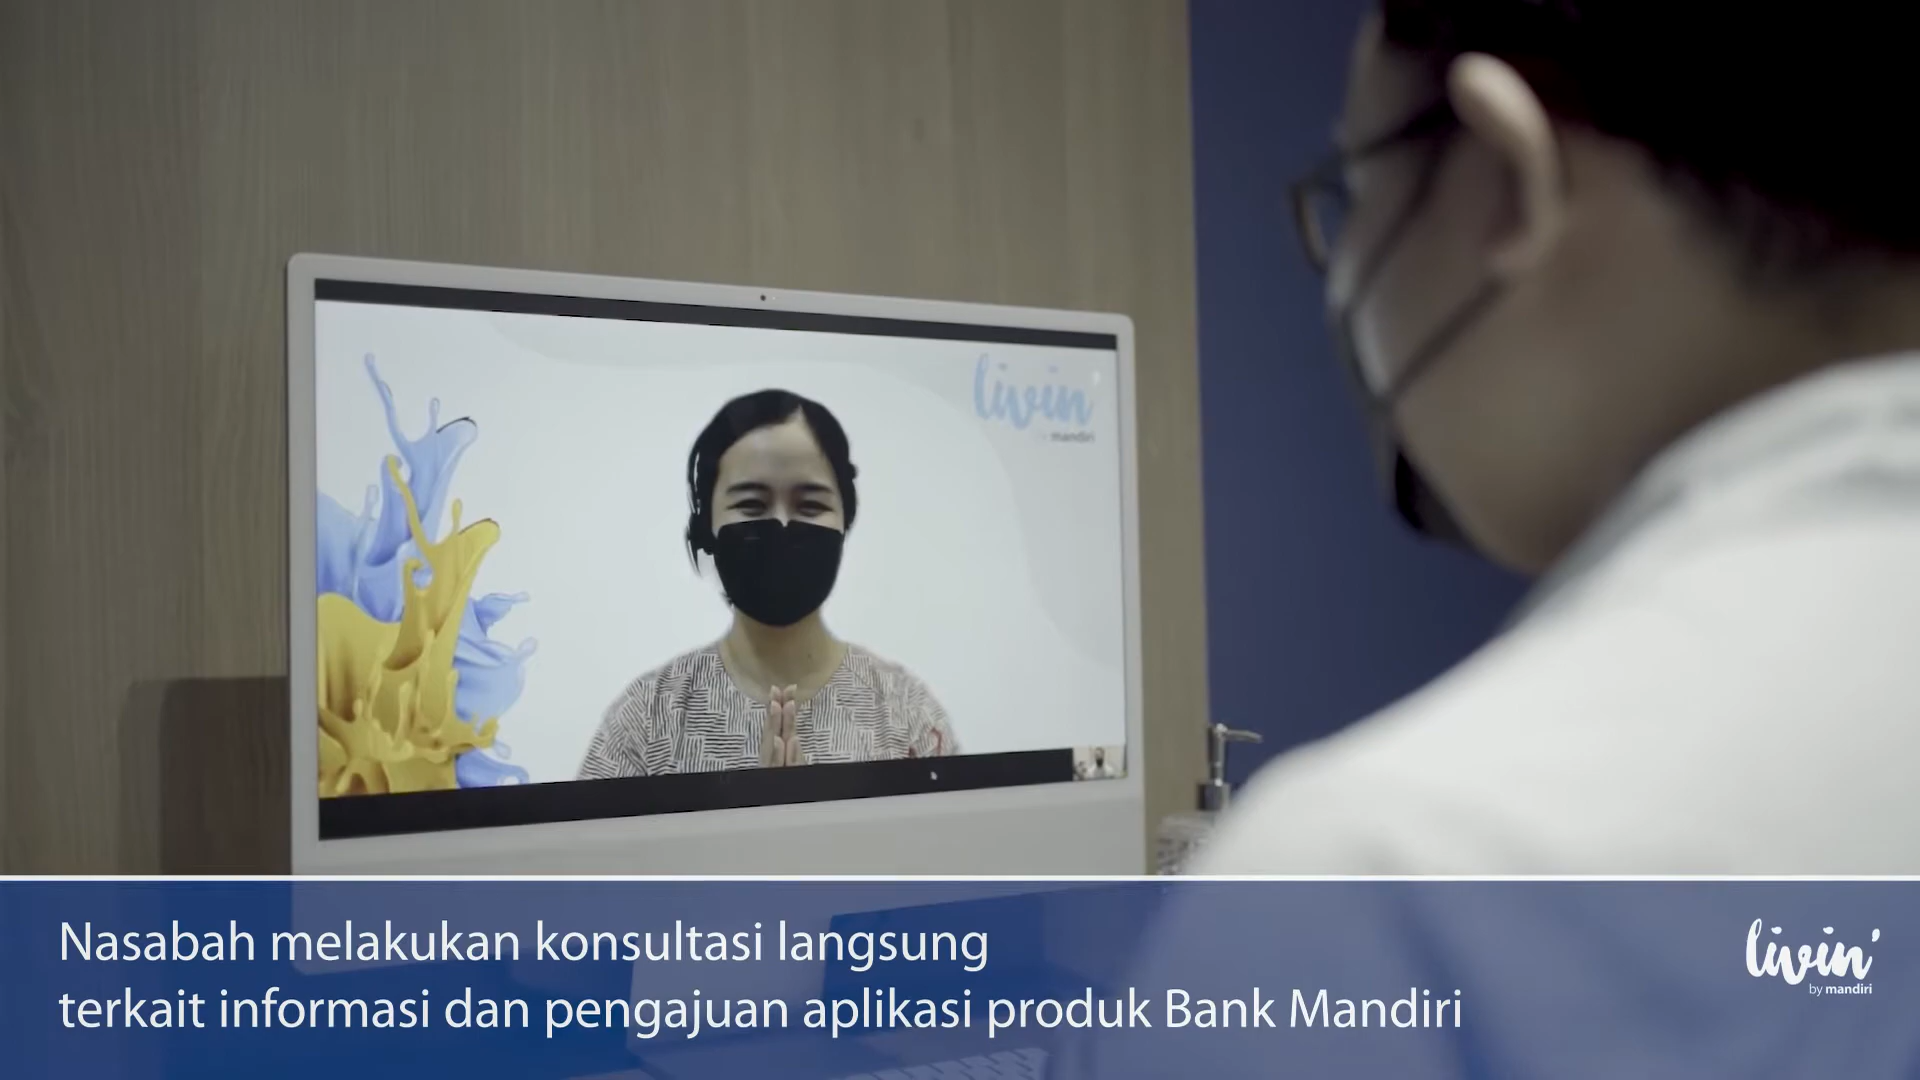 livin'
by mandiri
Nasabah melakukan konsultasi langsung
terkait informasi dan pengajuan aplikasi produk Bank Mandiri
livin'
by mandiri